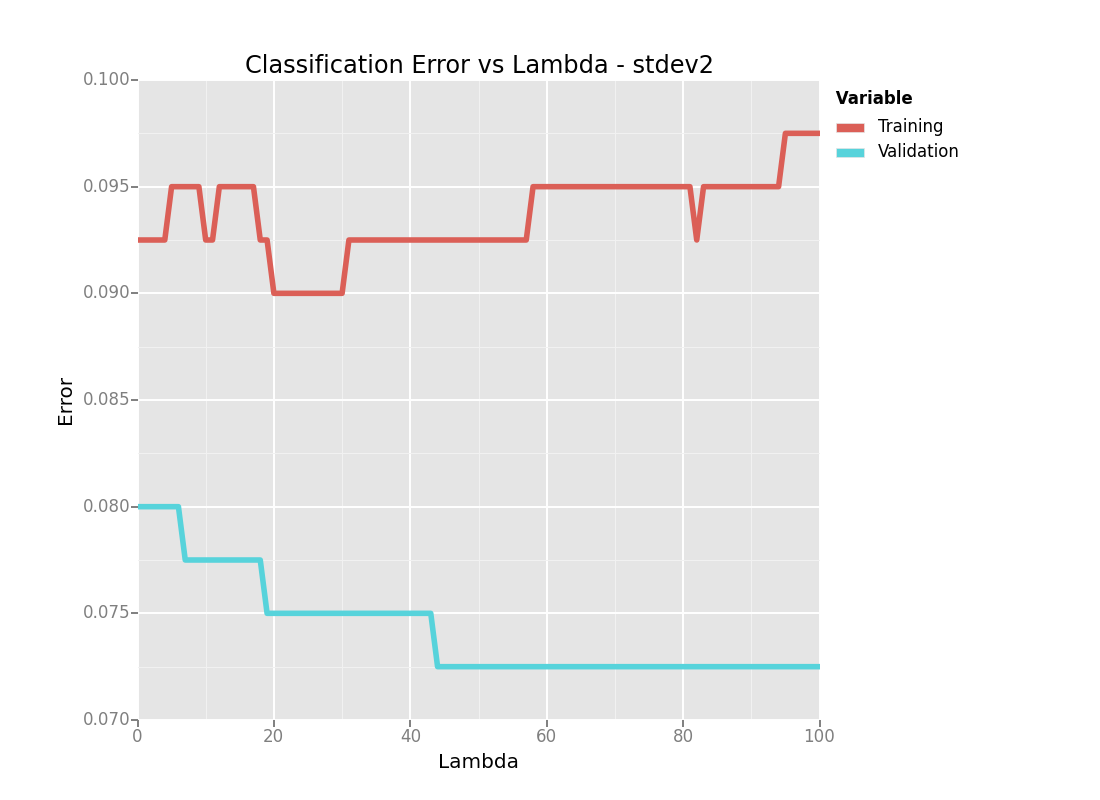 Classification Error vs Lambda - stdev2
Variable
Training
Validation
Error
0.100
0.095
0.090
0.085
0.080
0.075
0.070
0 20 40 60 80 100
Lambda